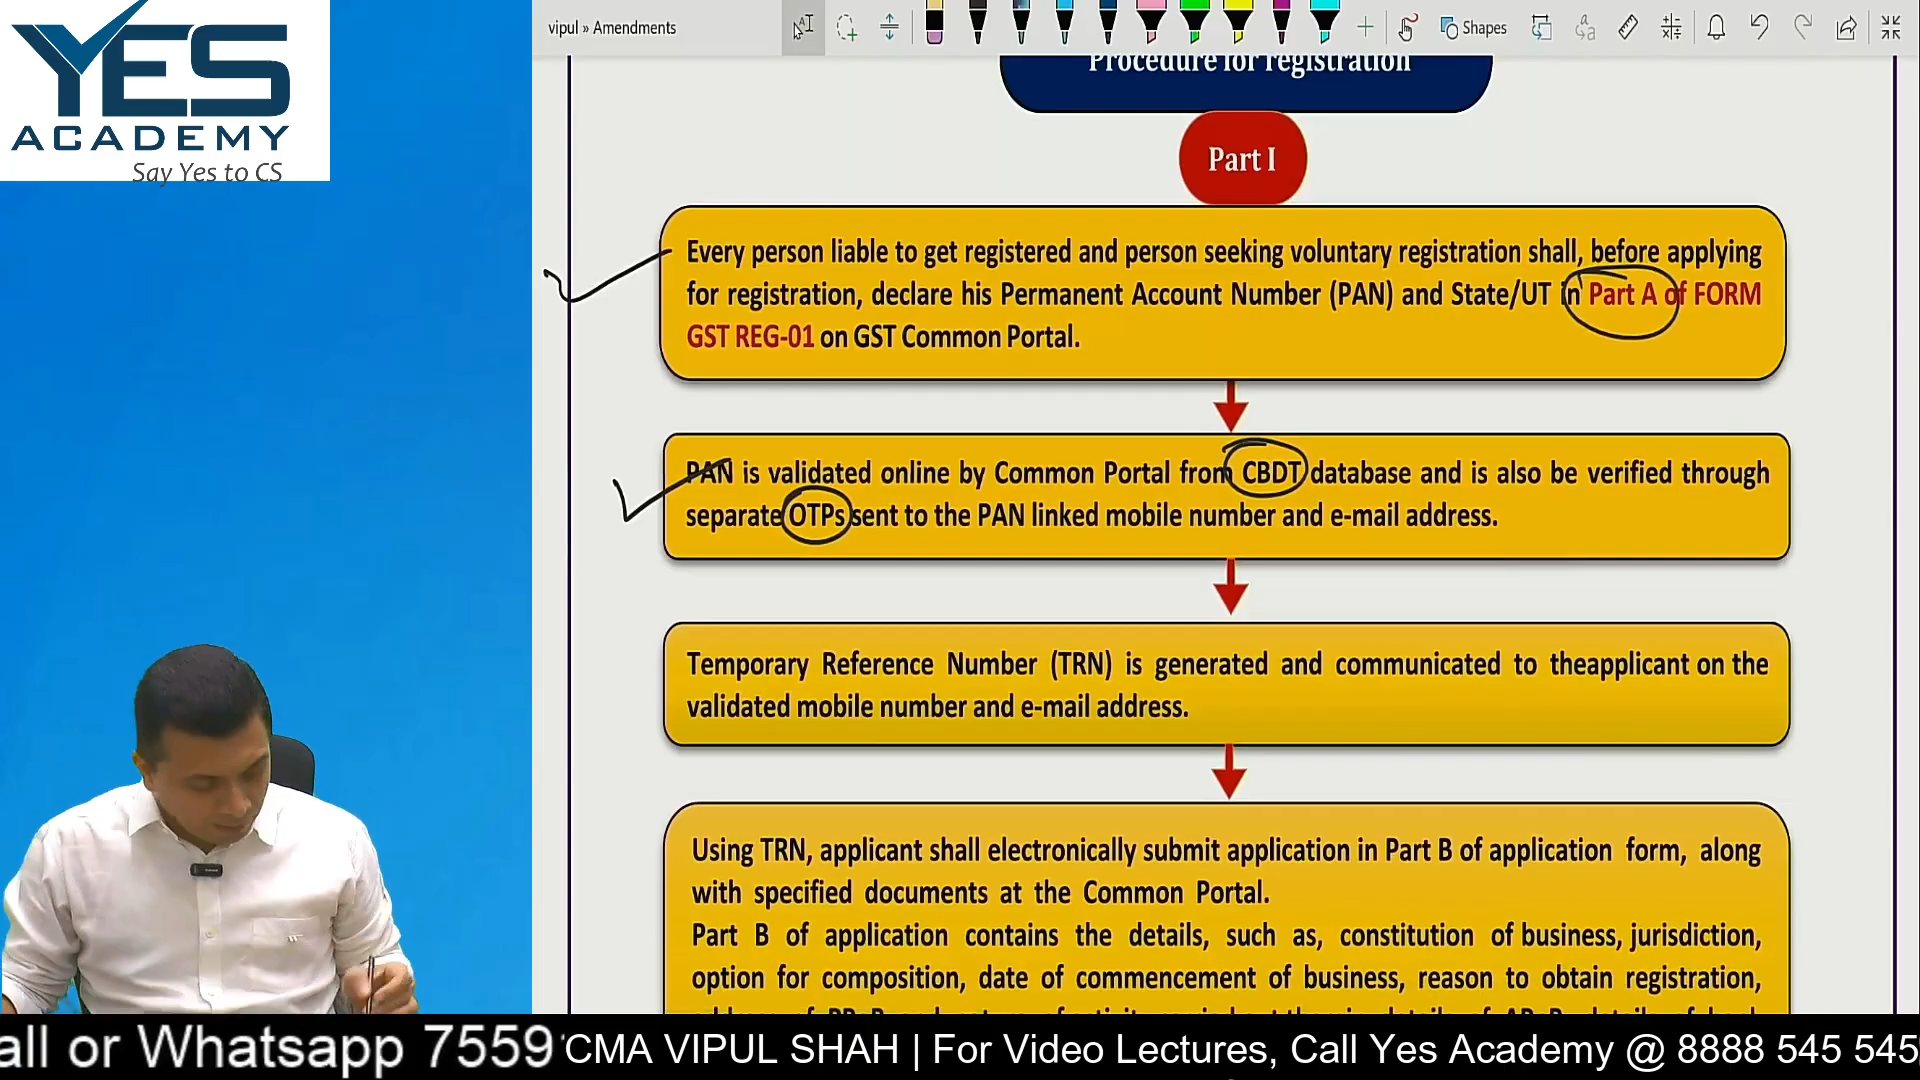 YES
ACADEMY
Say Yes to CS
vipul » Amendments
Shapes
Procedure for registration
Part I
Every person liable to get registered and person seeking voluntary registration shall, before applying
for registration, declare his Permanent Account Number (PAN) and State/UT in Part A of FORM
GST REG-01 on GST Common Portal.
PAN is validated online by Common Portal from CBDT database and is also be verified through
separate OTPs sent to the PAN linked mobile number and e-mail address.
Temporary Reference Number (TRN) is generated and communicated to theapplicant on the
validated mobile number and e-mail address.
Using TRN, applicant shall electronically submit application in Part B of application form, along
with specified documents at the Common Portal.
Part B of application contains the details, such as, constitution of business, jurisdiction,
option for composition, date of commencement of business, reason to obtain registration,
all or Whatsapp 7559
CMA VIPUL SHAH | For Video Lectures, Call Yes Academy @ 8888 545 545